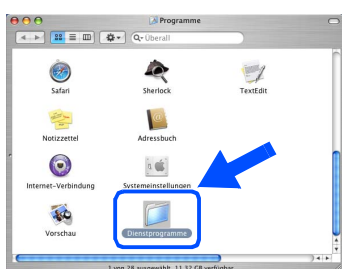 Programme
Überall
Safari
Sherlock
TextEdit
Notizzettel
Adressbuch
Internet-Verbindung
Systemeinstellungen
Vorschau
Dienstprogramme
1 von 28 ausgewählt, 11,32 GB verfügbar